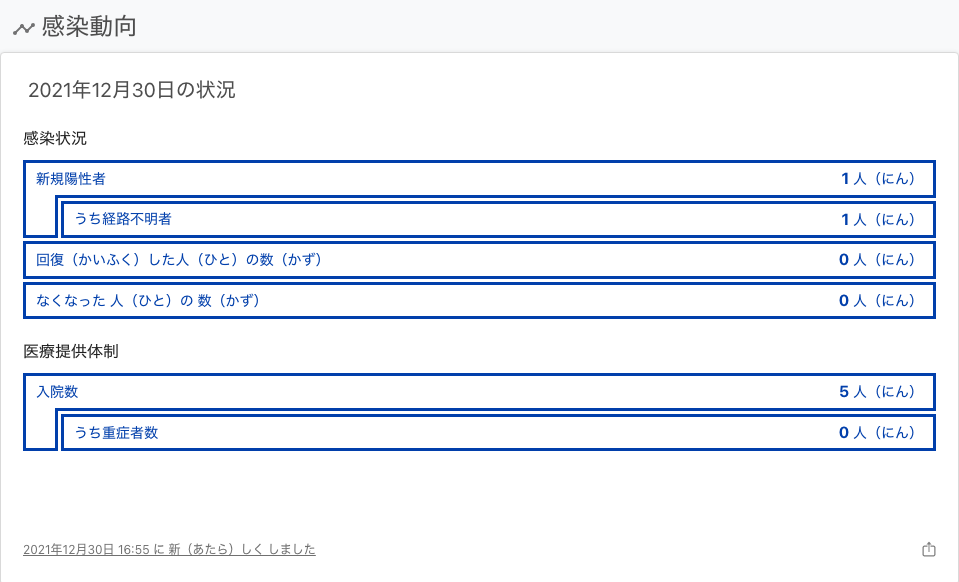 感染動向
2021年12月30日の状況
感染状況
新規陽性者 1 人（にん）
うち経路不明者 1 人（にん）
回復（かいふく）した人（ひと）の数（かず） 0 人（にん）
なくなった 人（ひと）の 数（かず） 0 人（にん）
医療提供体制
入院数 5 人（にん）
うち重症者数 0 人（にん）
2021年12月30日 16:55 に 新（あたら）しく しました